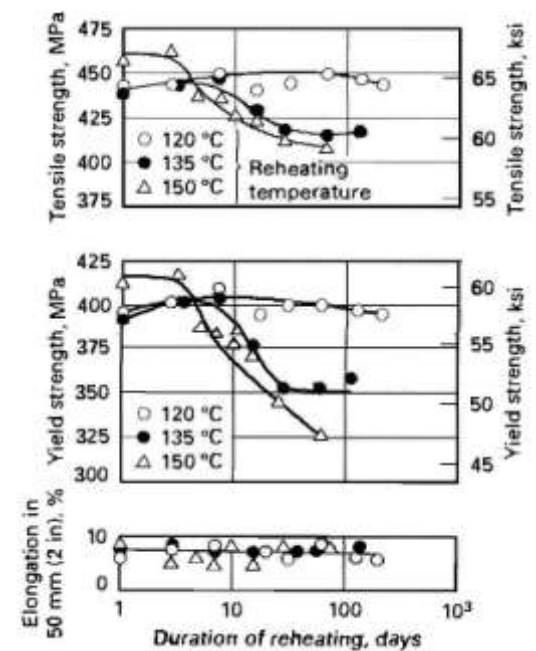 Tensile strength, MPa
475
450
425
400
375
○ 120 °C
● 135 °C
△ 150 °C
Reheating
temperature
65
60
55
Tensile strength, ksi
Yield strength, MPa
425
400
375
350
325
300
○ 120 °C
● 135 °C
△ 150 °C
60
55
50
45
Yield strength, ksi
Elongation in
50 mm (2 in), %
10
0
1
10
100
10³
Duration of reheating, days